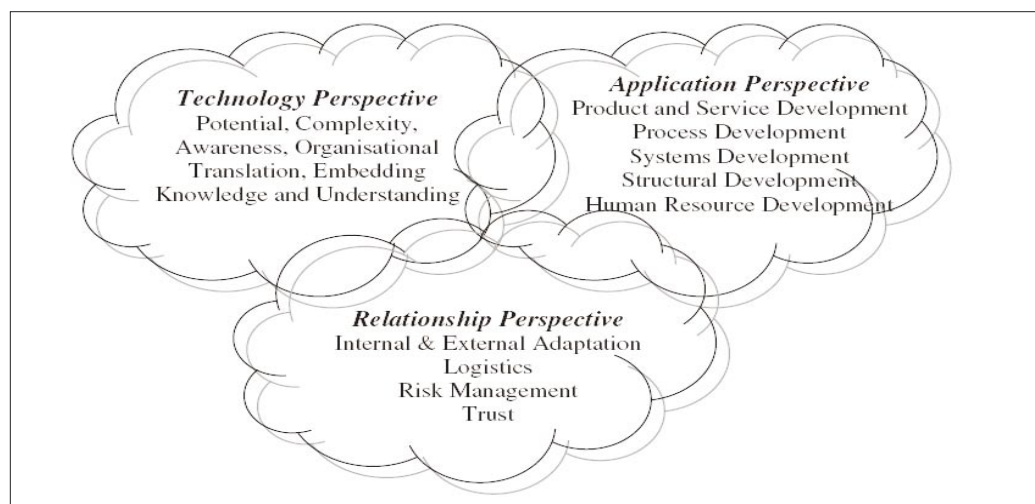 Technology Perspective
Potential, Complexity,
Awareness, Organisational
Translation, Embedding
Knowledge and Understanding
Application Perspective
Product and Service Development
Process Development
Systems Development
Structural Development
Human Resource Development
Relationship Perspective
Internal & External Adaptation
Logistics
Risk Management
Trust